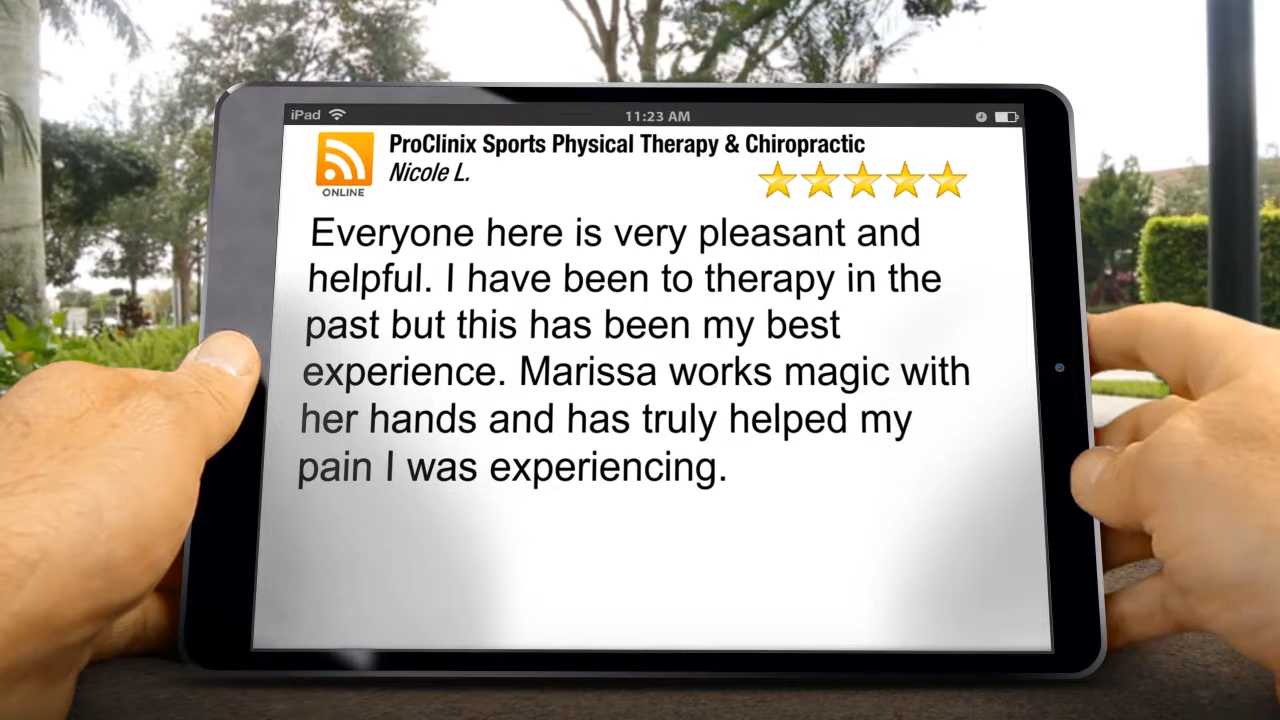 iPad
11:23 AM
ProClinix Sports Physical Therapy & Chiropractic
Nicole L.
ONLINE
Everyone here is very pleasant and
helpful. I have been to therapy in the
past but this has been my best
experience. Marissa works magic with
her hands and has truly helped my
pain I was experiencing.